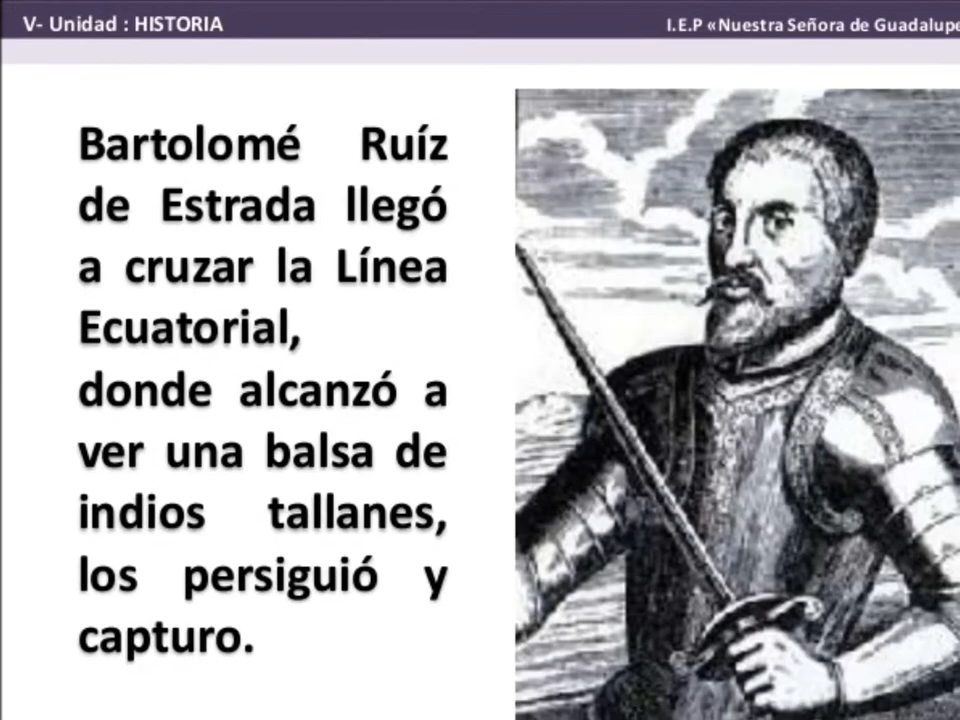 V- Unidad : HISTORIA
I.E.P «Nuestra Señora de Guadalupe
Bartolomé Ruíz
de Estrada llegó
a cruzar la Línea
Ecuatorial,
donde alcanzó a
ver una balsa de
indios tallanes,
los persiguió y
capturo.